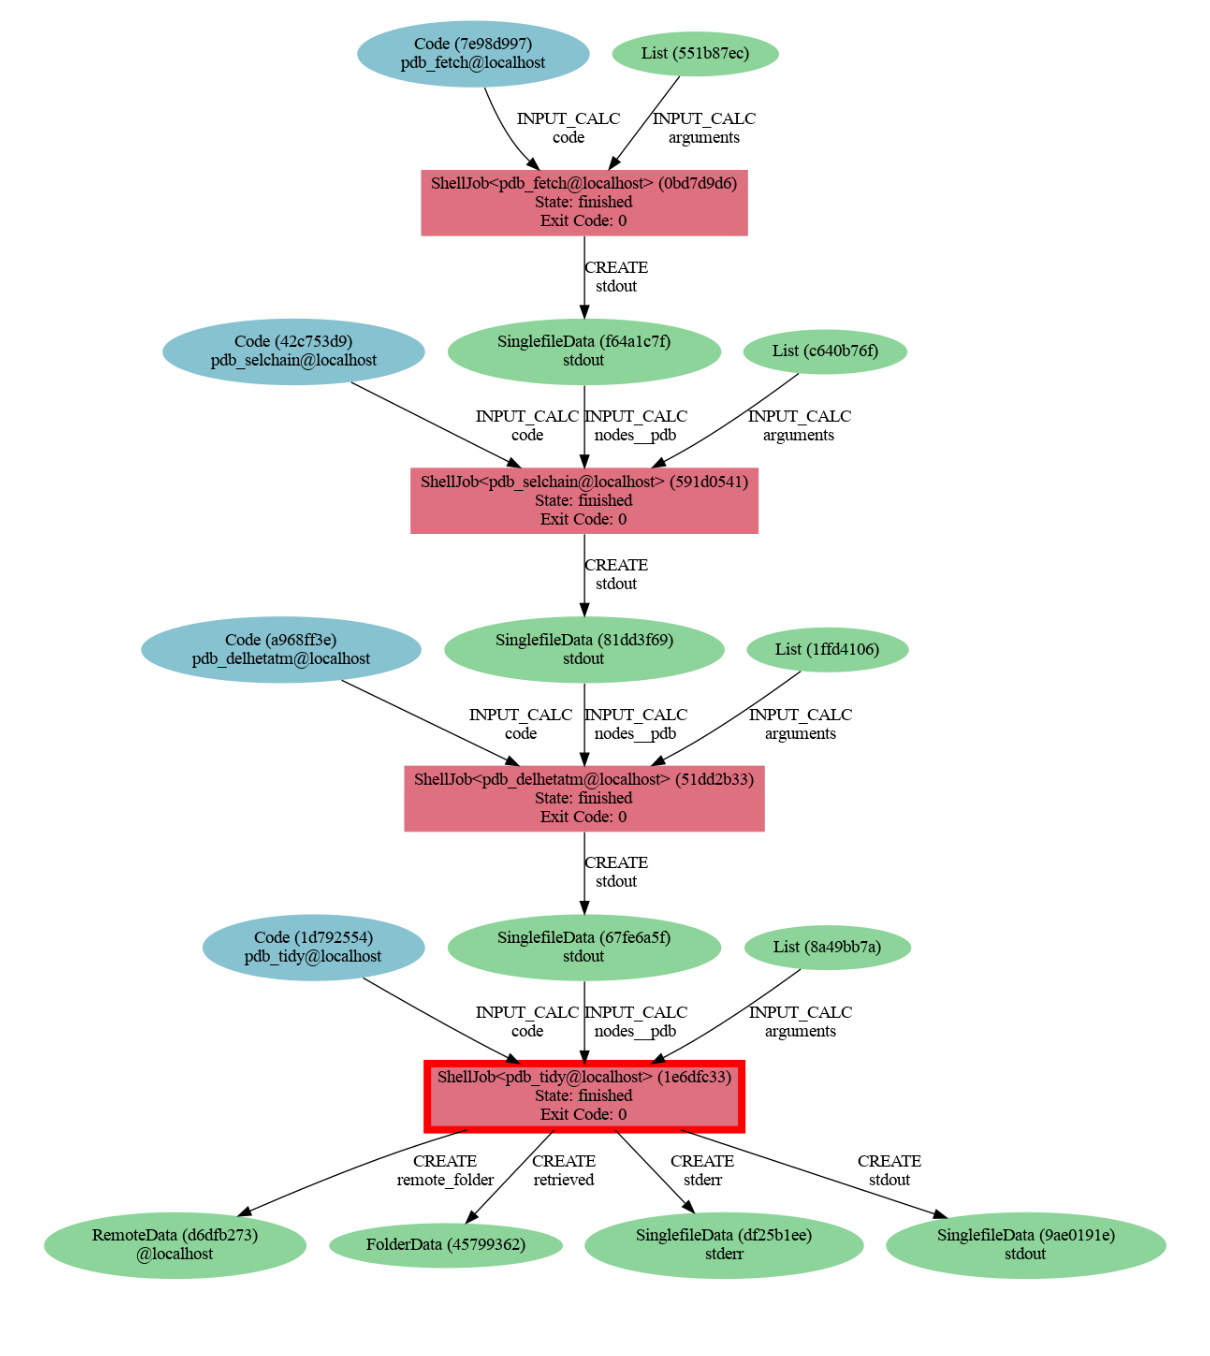 Code (7e98d997)
pdb_fetch@localhost
List (551b87ec)
INPUT_CALC
code
INPUT_CALC
arguments
ShellJob<pdb_fetch@localhost> (0bd7d9d6)
State: finished
Exit Code: 0
CREATE
stdout
Code (42c753d9)
pdb_selchain@localhost
SinglefileData (f64a1c7f)
stdout
List (c640b76f)
INPUT_CALC
code
INPUT_CALC
nodes__pdb
INPUT_CALC
arguments
ShellJob<pdb_selchain@localhost> (591d0541)
State: finished
Exit Code: 0
CREATE
stdout
Code (a968ff3e)
pdb_delhetatm@localhost
SinglefileData (81dd3f69)
stdout
List (1ffd4106)
INPUT_CALC
code
INPUT_CALC
nodes__pdb
INPUT_CALC
arguments
ShellJob<pdb_delhetatm@localhost> (51dd2b33)
State: finished
Exit Code: 0
CREATE
stdout
Code (1d792554)
pdb_tidy@localhost
SinglefileData (67fe6a5f)
stdout
List (8a49bb7a)
INPUT_CALC
code
INPUT_CALC
nodes__pdb
INPUT_CALC
arguments
ShellJob<pdb_tidy@localhost> (1e6dfc33)
State: finished
Exit Code: 0
CREATE
remote_folder
CREATE
retrieved
CREATE
stderr
CREATE
stdout
RemoteData (d6dfb273)
@localhost
FolderData (45799362)
SinglefileData (df25b1ee)
stderr
SinglefileData (9ae0191e)
stdout